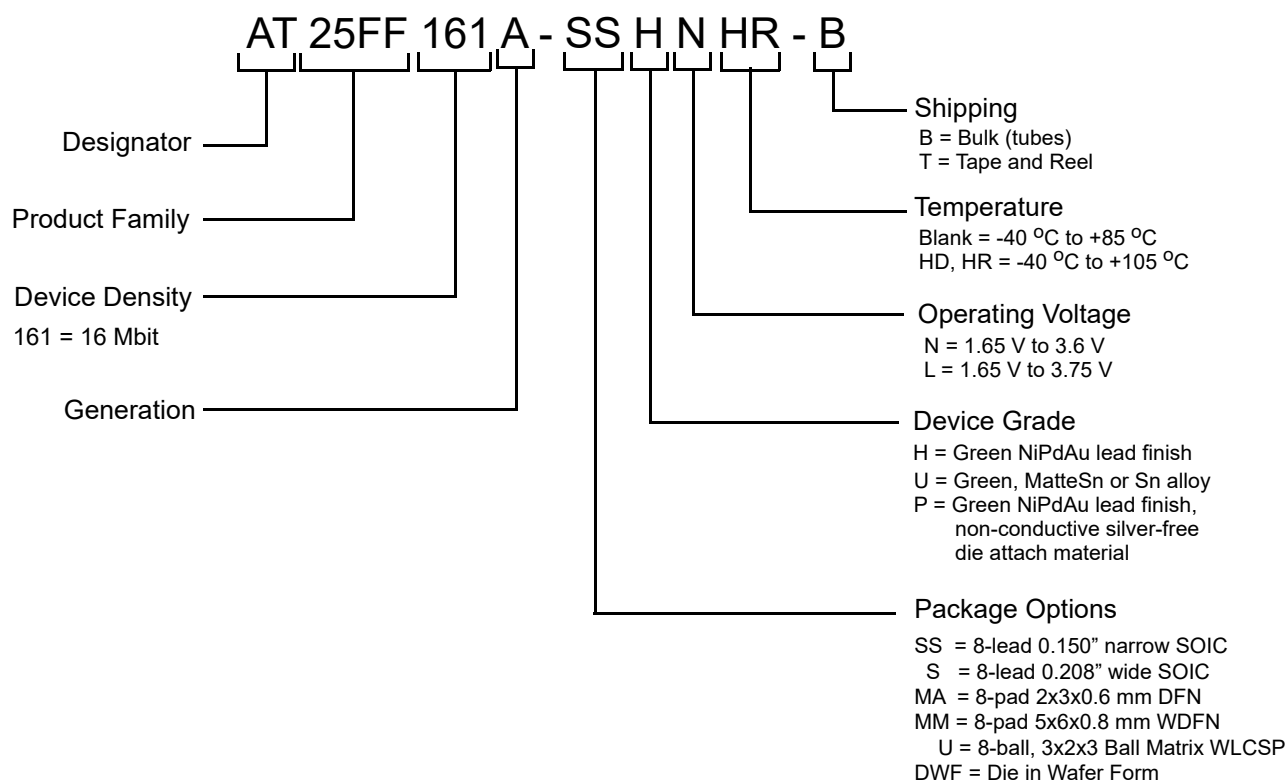 AT 25FF 161 A - SS H N HR - B
Designator
Product Family
Device Density
161 = 16 Mbit
Generation
Shipping
B = Bulk (tubes)
T = Tape and Reel
Temperature
Blank = -40 ᴼC to +85 ᴼC
HD, HR = -40 ᴼC to +105 ᴼC
Operating Voltage
N = 1.65 V to 3.6 V
L = 1.65 V to 3.75 V
Device Grade
H = Green NiPdAu lead finish
U = Green, MatteSn or Sn alloy
P = Green NiPdAu lead finish,
non-conductive silver-free
die attach material
Package Options
SS = 8-lead 0.150” narrow SOIC
S = 8-lead 0.208” wide SOIC
MA = 8-pad 2x3x0.6 mm DFN
MM = 8-pad 5x6x0.8 mm WDFN
U = 8-ball, 3x2x3 Ball Matrix WLCSP
DWF = Die in Wafer Form